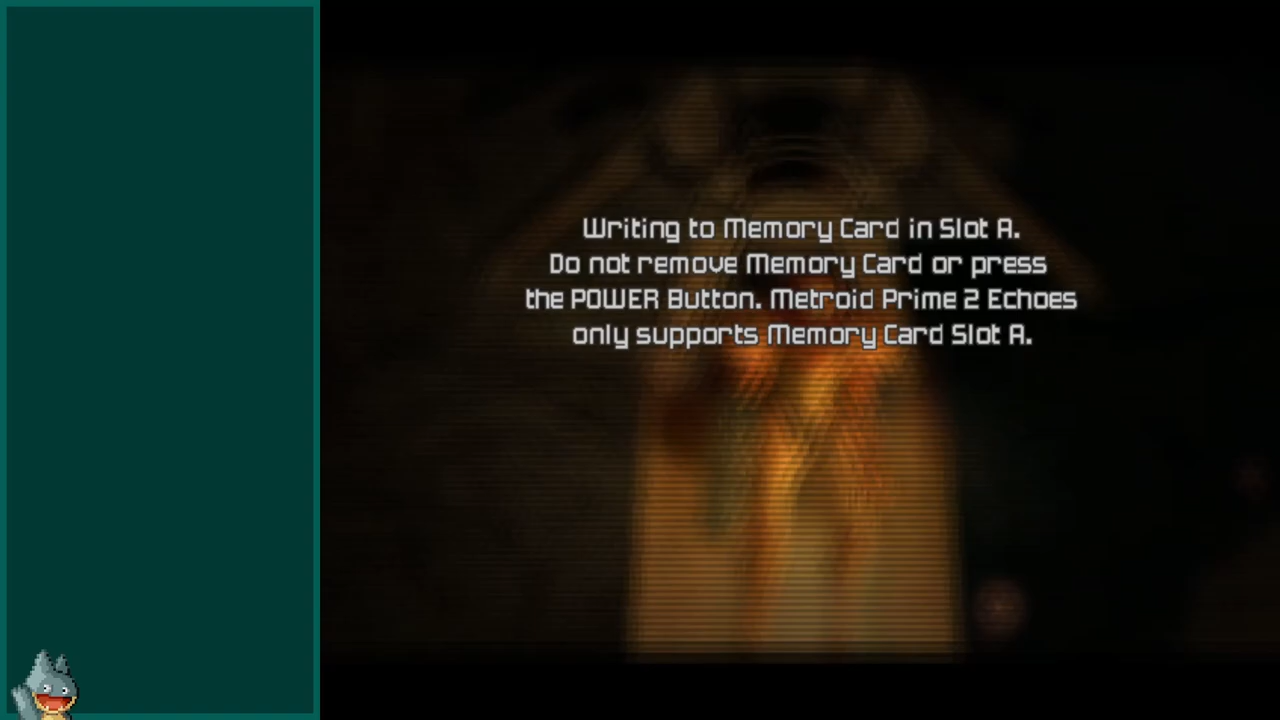 Writing to Memory Card in Slot A.
Do not remove Memory Card or press
the POWER Button. Metroid Prime 2 Echoes
only supports Memory Card Slot A.